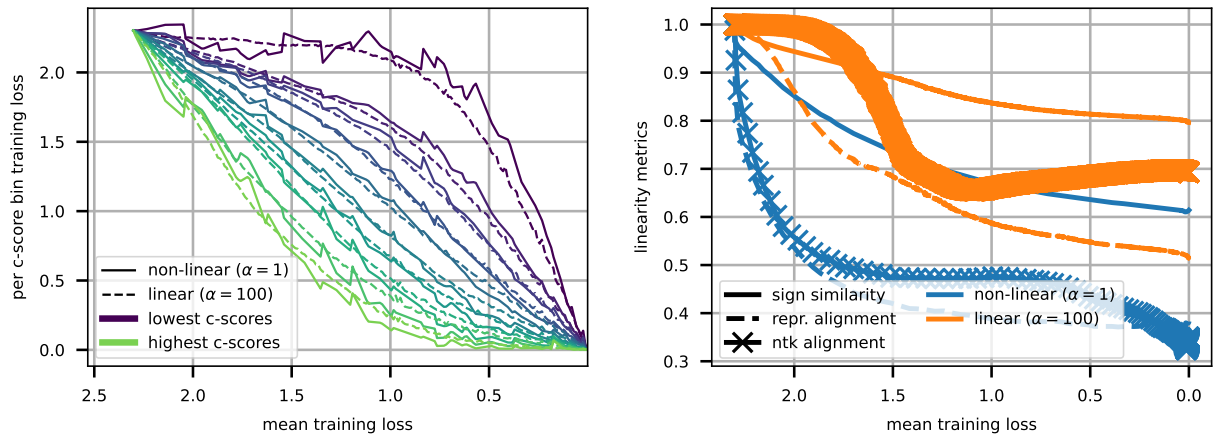 per c-score bin training loss
2.0
1.5
1.0
0.5
0.0
non-linear (α = 1)
linear (α = 100)
lowest c-scores
highest c-scores
2.5 2.0 1.5 1.0 0.5
mean training loss
linearity metrics
1.0
0.9
0.8
0.7
0.6
0.5
0.4
0.3
sign similarity
repr. alignment
ntk alignment
non-linear (α = 1)
linear (α = 100)
2.0 1.5 1.0 0.5 0.0
mean training loss